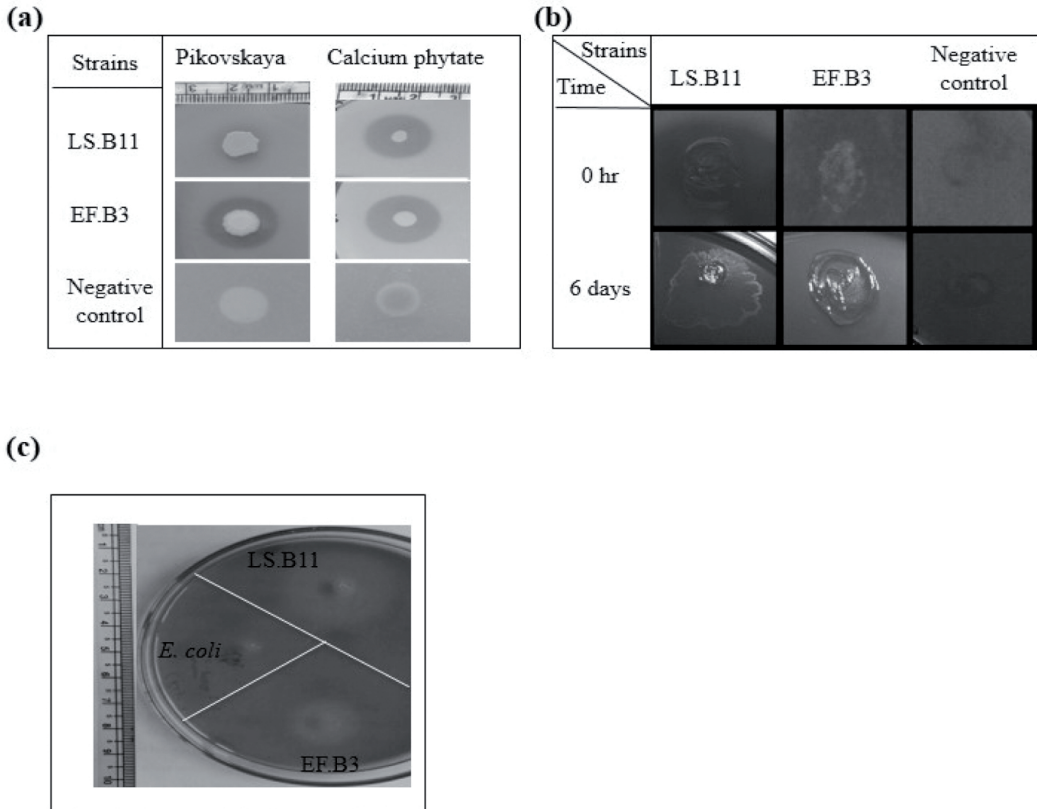 (a)
Strains
Pikovskaya
Calcium phytate
LS.B11
EF.B3
Negative
control
(b)
Strains
Time
LS.B11
EF.B3
Negative
control
0 hr
6 days
(c)
LS.B11
E. coli
EF.B3